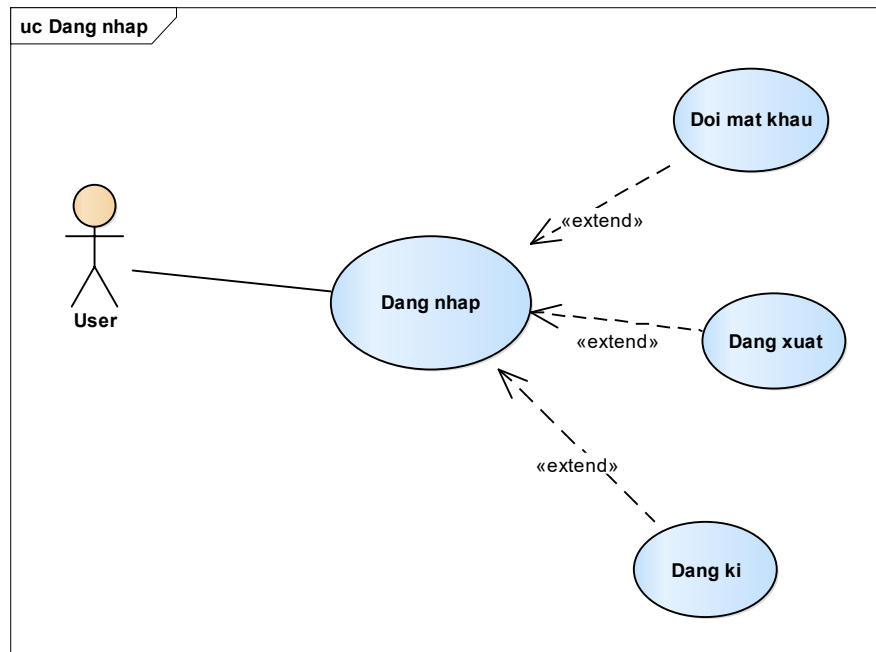 uc Dang nhap
Doi mat khau
«extend»
Dang nhap
User
Dang xuat
«extend»
«extend»
Dang ki